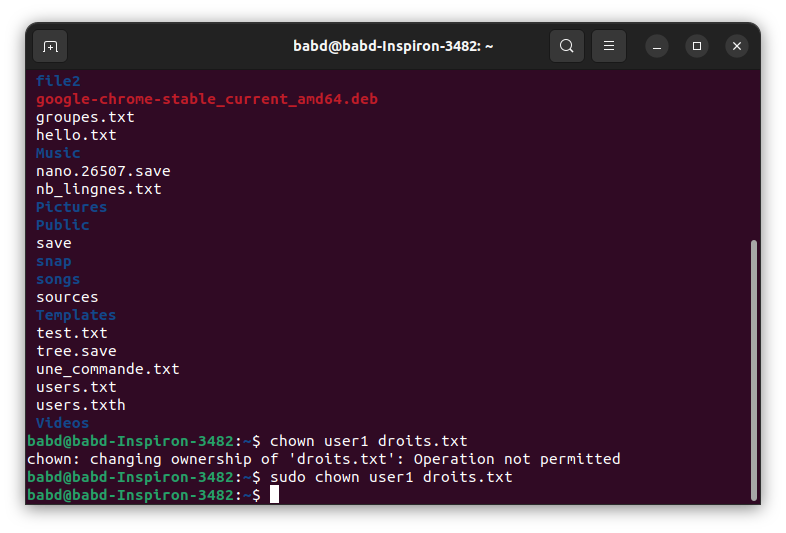 babd@babd-Inspiron-3482: ~
file2
google-chrome-stable_current_amd64.deb
groupes.txt
hello.txt
Music
nano.26507.save
nb_lingnes.txt
Pictures
Public
save
snap
songs
sources
Templates
test.txt
tree.save
une_commande.txt
users.txt
users.txth
Videos
babd@babd-Inspiron-3482:~$ chown user1 droits.txt
chown: changing ownership of 'droits.txt': Operation not permitted
babd@babd-Inspiron-3482:~$ sudo chown user1 droits.txt
babd@babd-Inspiron-3482:~$